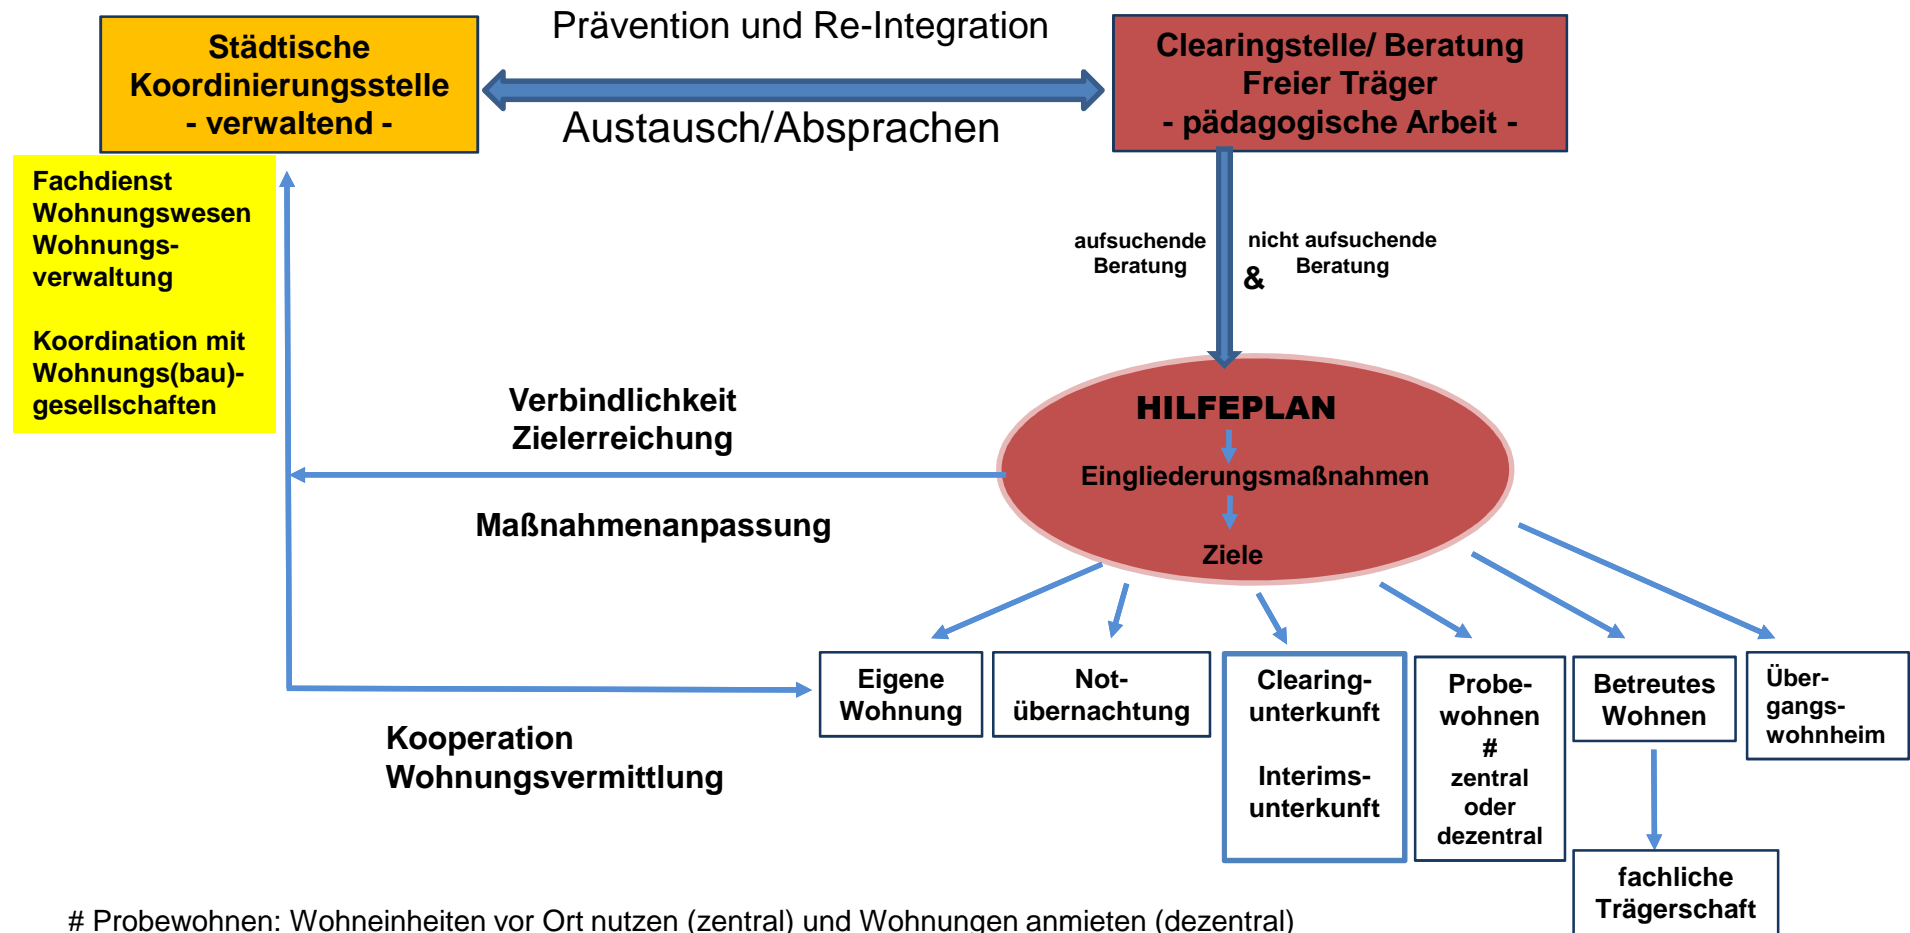 Prävention und Re-Integration
Städtische
Koordinierungsstelle
- verwaltend -
Austausch/Absprachen
Clearingstelle/ Beratung
Freier Träger
- pädagogische Arbeit -
Fachdienst
Wohnungswesen
Wohnungs-
verwaltung
Koordination mit
Wohnungs(bau)-
gesellschaften
aufsuchende
Beratung
&
nicht aufsuchende
Beratung
Verbindlichkeit
Zielerreichung
Maßnahmenanpassung
HILFEPLAN
Eingliederungsmaßnahmen
Ziele
Kooperation
Wohnungsvermittlung
Eigene
Wohnung
Not-
übernachtung
Clearing-
unterkunft
Interims-
unterkunft
Probe-
wohnen
#
zentral
oder
dezentral
Betreutes
Wohnen
Über-
gangs-
wohnheim
fachliche
Trägerschaft
# Probewohnen: Wohneinheiten vor Ort nutzen (zentral) und Wohnungen anmieten (dezentral)